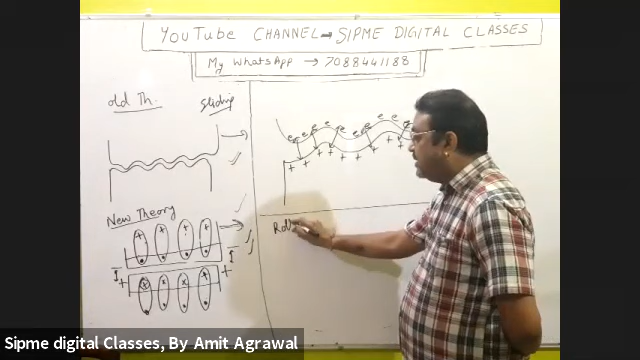 YouTube CHANNEL → SIPME DIGITAL CLASSES
My WhatsApp → 7088441188
old Th.
sliding
e e e e e e e e e
+ + + + + + + +
New Theory
+ + + +
I I
+ +
x x x x
Sipme digital Classes, By Amit Agrawal